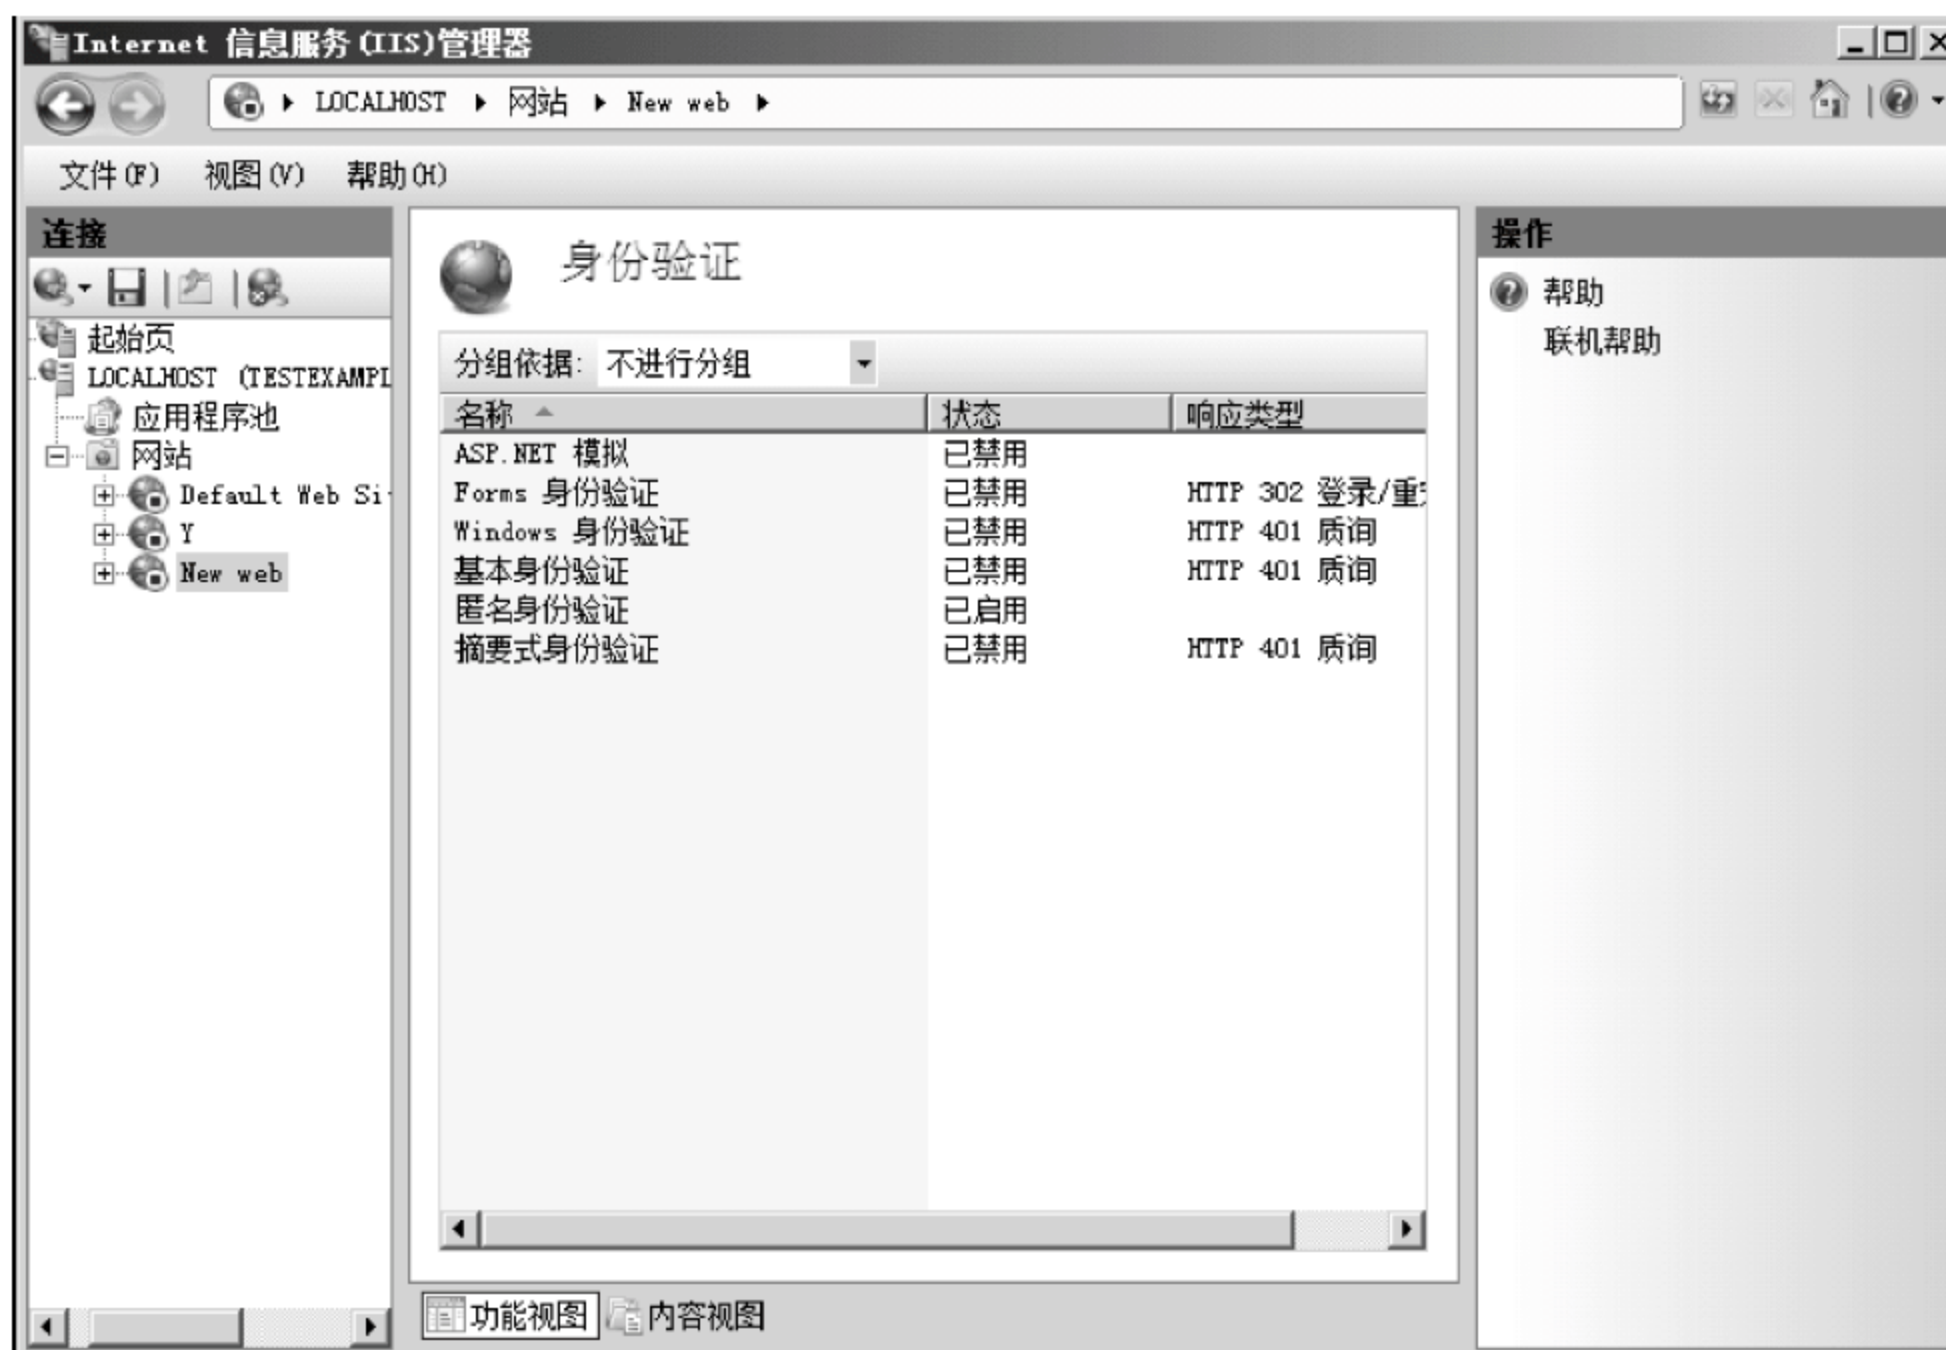 Internet 信息服务(IIS)管理器
LOCALHOST 网站 New web
文件(F) 视图(V) 帮助(H)
连接
起始页
LOCALHOST (TESTEXAMPL
应用程序池
网站
Default Web Si
Y
New web
身份验证
分组依据: 不进行分组
名称 状态 响应类型
ASP.NET 模拟 已禁用
Forms 身份验证 已禁用 HTTP 302 登录/重
Windows 身份验证 已禁用 HTTP 401 质询
基本身份验证 已禁用 HTTP 401 质询
匿名身份验证 已启用
摘要式身份验证 已禁用 HTTP 401 质询
功能视图 内容视图
操作
帮助
联机帮助